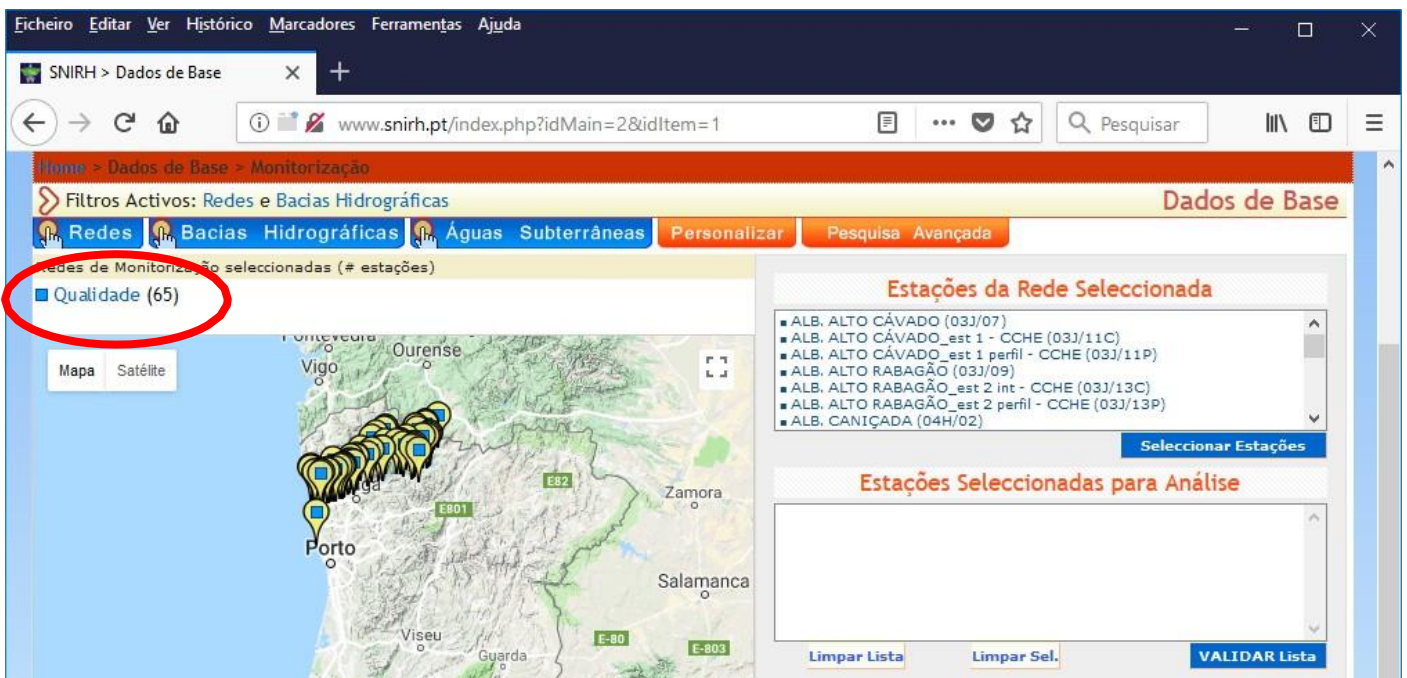 Ficheiro Editar Ver Histórico Marcadores Ferramentas Ajuda
SNIRH > Dados de Base
www.snirh.pt/index.php?idMain=2&idItem=1
Pesquisar
Home > Dados de Base > Monitorização
Filtros Activos: Redes e Bacias Hidrográficas
Dados de Base
Redes Bacias Hidrográficas Águas Subterrâneas Personalizar Pesquisa Avançada
Redes de Monitorização seleccionadas (# estações)
Qualidade (65)
Mapa Satélite
Pontevedra
Ourense
Vigo
E82
Zamora
E801
Porto
Salamanca
Viseu
E-80
Guarda
E-803
Estações da Rede Seleccionada
ALB. ALTO CÁVADO (03J/07)
ALB. ALTO CÁVADO_est 1 - CCHE (03J/11C)
ALB. ALTO CÁVADO_est 1 perfil - CCHE (03J/11P)
ALB. ALTO RABAGÃO (03J/09)
ALB. ALTO RABAGÃO_est 2 int - CCHE (03J/13C)
ALB. ALTO RABAGÃO_est 2 perfil - CCHE (03J/13P)
ALB. CANIÇADA (04H/02)
Seleccionar Estações
Estações Seleccionadas para Análise
Limpar Lista
Limpar Sel.
VALIDAR Lista